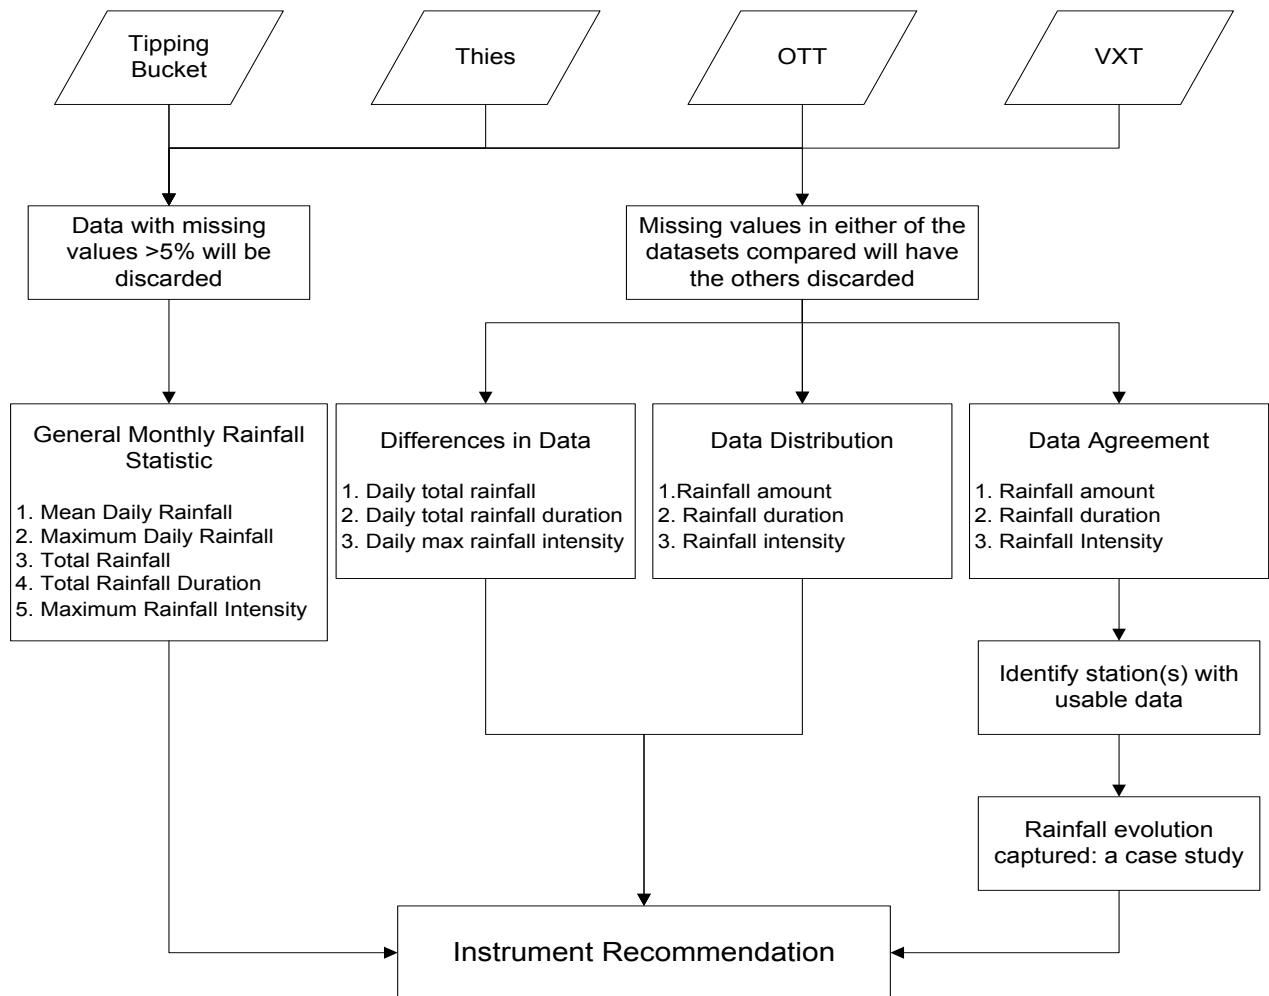 Tipping
Bucket
Thies
OTT
VXT
Data with missing
values >5% will be
discarded
Missing values in either of the
datasets compared will have
the others discarded
General Monthly Rainfall
Statistic
1. Mean Daily Rainfall
2. Maximum Daily Rainfall
3. Total Rainfall
4. Total Rainfall Duration
5. Maximum Rainfall Intensity
Differences in Data
1. Daily total rainfall
2. Daily total rainfall duration
3. Daily max rainfall intensity
Data Distribution
1.Rainfall amount
2. Rainfall duration
3. Rainfall intensity
Data Agreement
1. Rainfall amount
2. Rainfall duration
3. Rainfall Intensity
Identify station(s) with
usable data
Rainfall evolution
captured: a case study
Instrument Recommendation